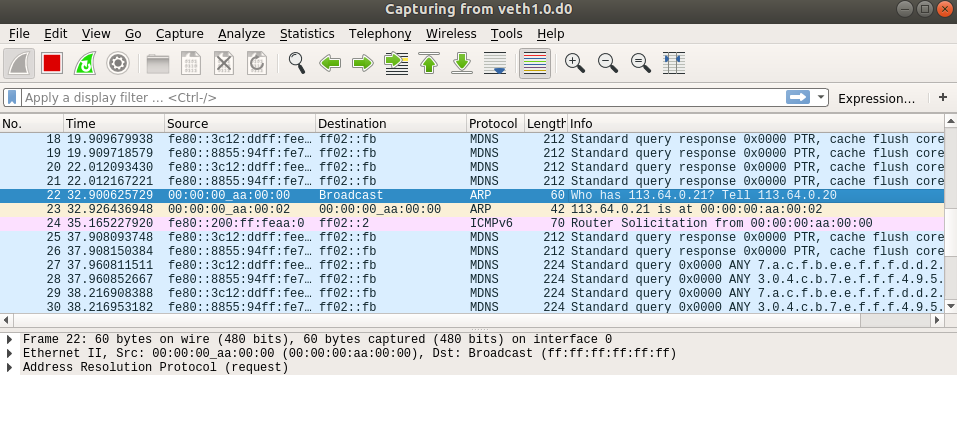 Capturing from veth1.0.d0
File Edit View Go Capture Analyze Statistics Telephony Wireless Tools Help
Apply a display filter ... <Ctrl-/> Expression... +
No. Time Source Destination Protocol Length Info
18 19.909679938 fe80::3c12:ddff:fee... ff02::fb MDNS 212 Standard query response 0x0000 PTR, cache flush core
19 19.909718579 fe80::8855:94ff:fe7... ff02::fb MDNS 212 Standard query response 0x0000 PTR, cache flush core
20 22.012093430 fe80::3c12:ddff:fee... ff02::fb MDNS 212 Standard query response 0x0000 PTR, cache flush core
21 22.012167221 fe80::8855:94ff:fe7... ff02::fb MDNS 212 Standard query response 0x0000 PTR, cache flush core
22 32.900625729 00:00:00_aa:00:00 Broadcast ARP 60 Who has 113.64.0.21? Tell 113.64.0.20
23 32.926436948 00:00:00_aa:00:02 00:00:00_aa:00:00 ARP 42 113.64.0.21 is at 00:00:00:aa:00:02
24 35.165227920 fe80::200:ff:feaa:0 ff02::2 ICMPv6 70 Router Solicitation from 00:00:00:aa:00:00
25 37.908093748 fe80::3c12:ddff:fee... ff02::fb MDNS 212 Standard query response 0x0000 PTR, cache flush core
26 37.908150384 fe80::8855:94ff:fe7... ff02::fb MDNS 212 Standard query response 0x0000 PTR, cache flush core
27 37.960811511 fe80::3c12:ddff:fee... ff02::fb MDNS 224 Standard query 0x0000 ANY 7.a.c.f.b.e.e.f.f.f.d.d.2.
28 37.960852667 fe80::8855:94ff:fe7... ff02::fb MDNS 224 Standard query 0x0000 ANY 3.0.4.c.b.7.e.f.f.f.4.9.5.
29 38.216908388 fe80::3c12:ddff:fee... ff02::fb MDNS 224 Standard query 0x0000 ANY 7.a.c.f.b.e.e.f.f.f.d.d.2.
30 38.216953182 fe80::8855:94ff:fe7... ff02::fb MDNS 224 Standard query 0x0000 ANY 3.0.4.c.b.7.e.f.f.f.4.9.5.
Frame 22: 60 bytes on wire (480 bits), 60 bytes captured (480 bits) on interface 0
Ethernet II, Src: 00:00:00_aa:00:00 (00:00:00:aa:00:00), Dst: Broadcast (ff:ff:ff:ff:ff:ff)
Address Resolution Protocol (request)